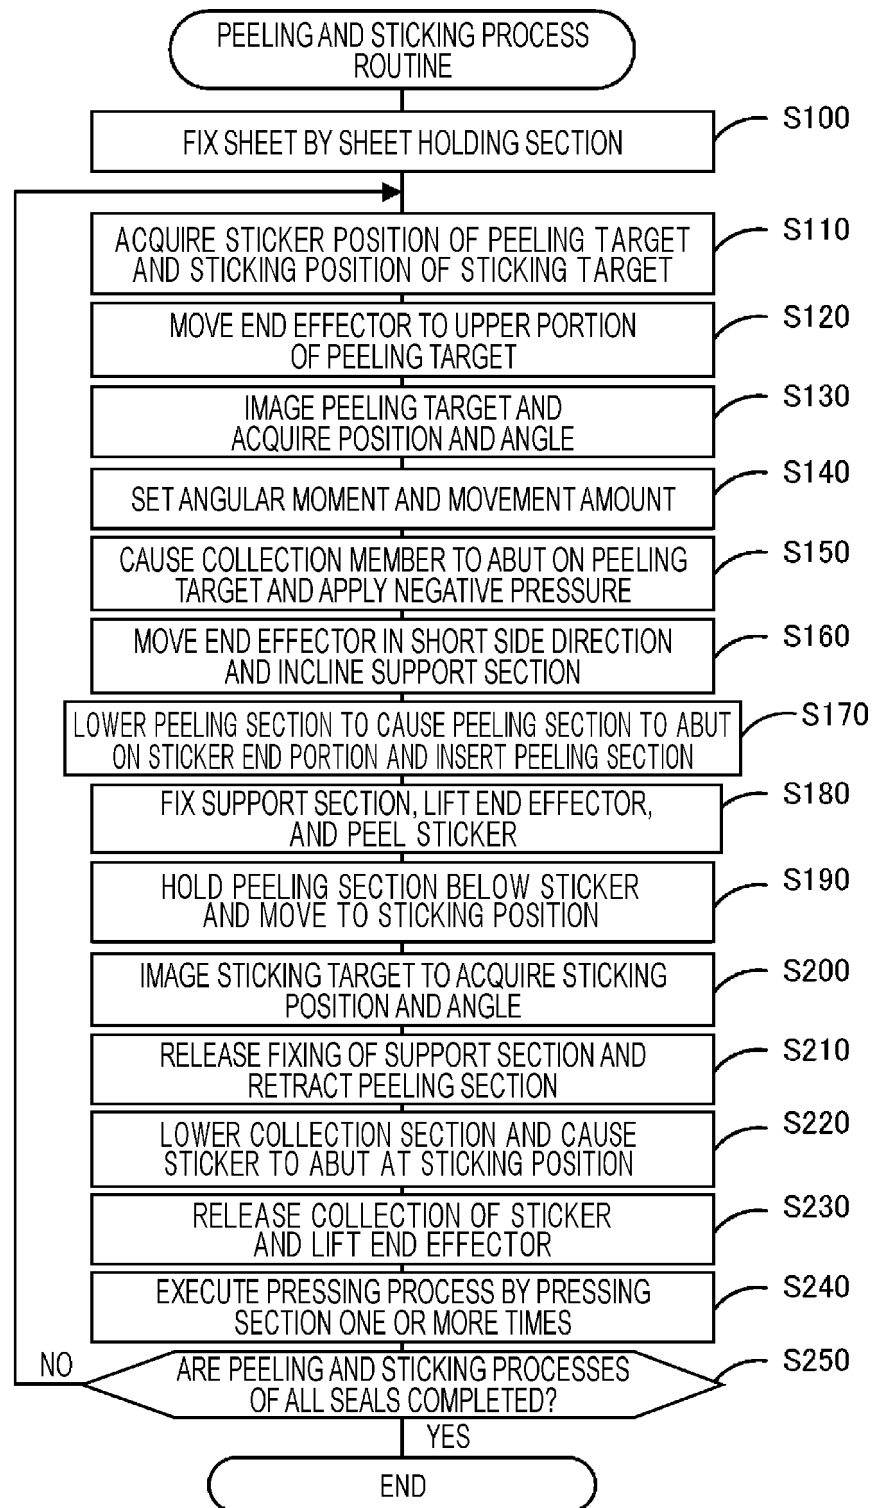 PEELING AND STICKING PROCESS
ROUTINE
FIX SHEET BY SHEET HOLDING SECTION
S100
ACQUIRE STICKER POSITION OF PEELING TARGET
AND STICKING POSITION OF STICKING TARGET
S110
MOVE END EFFECTOR TO UPPER PORTION
OF PEELING TARGET
S120
IMAGE PEELING TARGET AND
ACQUIRE POSITION AND ANGLE
S130
SET ANGULAR MOMENT AND MOVEMENT AMOUNT
S140
CAUSE COLLECTION MEMBER TO ABUT ON PEELING
TARGET AND APPLY NEGATIVE PRESSURE
S150
MOVE END EFFECTOR IN SHORT SIDE DIRECTION
AND INCLINE SUPPORT SECTION
S160
LOWER PEELING SECTION TO CAUSE PEELING SECTION TO ABUT
ON STICKER END PORTION AND INSERT PEELING SECTION
S170
FIX SUPPORT SECTION, LIFT END EFFECTOR,
AND PEEL STICKER
S180
HOLD PEELING SECTION BELOW STICKER
AND MOVE TO STICKING POSITION
S190
IMAGE STICKING TARGET TO ACQUIRE STICKING
POSITION AND ANGLE
S200
RELEASE FIXING OF SUPPORT SECTION AND
RETRACT PEELING SECTION
S210
LOWER COLLECTION SECTION AND CAUSE
STICKER TO ABUT AT STICKING POSITION
S220
RELEASE COLLECTION OF STICKER
AND LIFT END EFFECTOR
S230
EXECUTE PRESSING PROCESS BY PRESSING
SECTION ONE OR MORE TIMES
S240
NO
ARE PEELING AND STICKING PROCESSES
OF ALL SEALS COMPLETED?
S250
YES
END